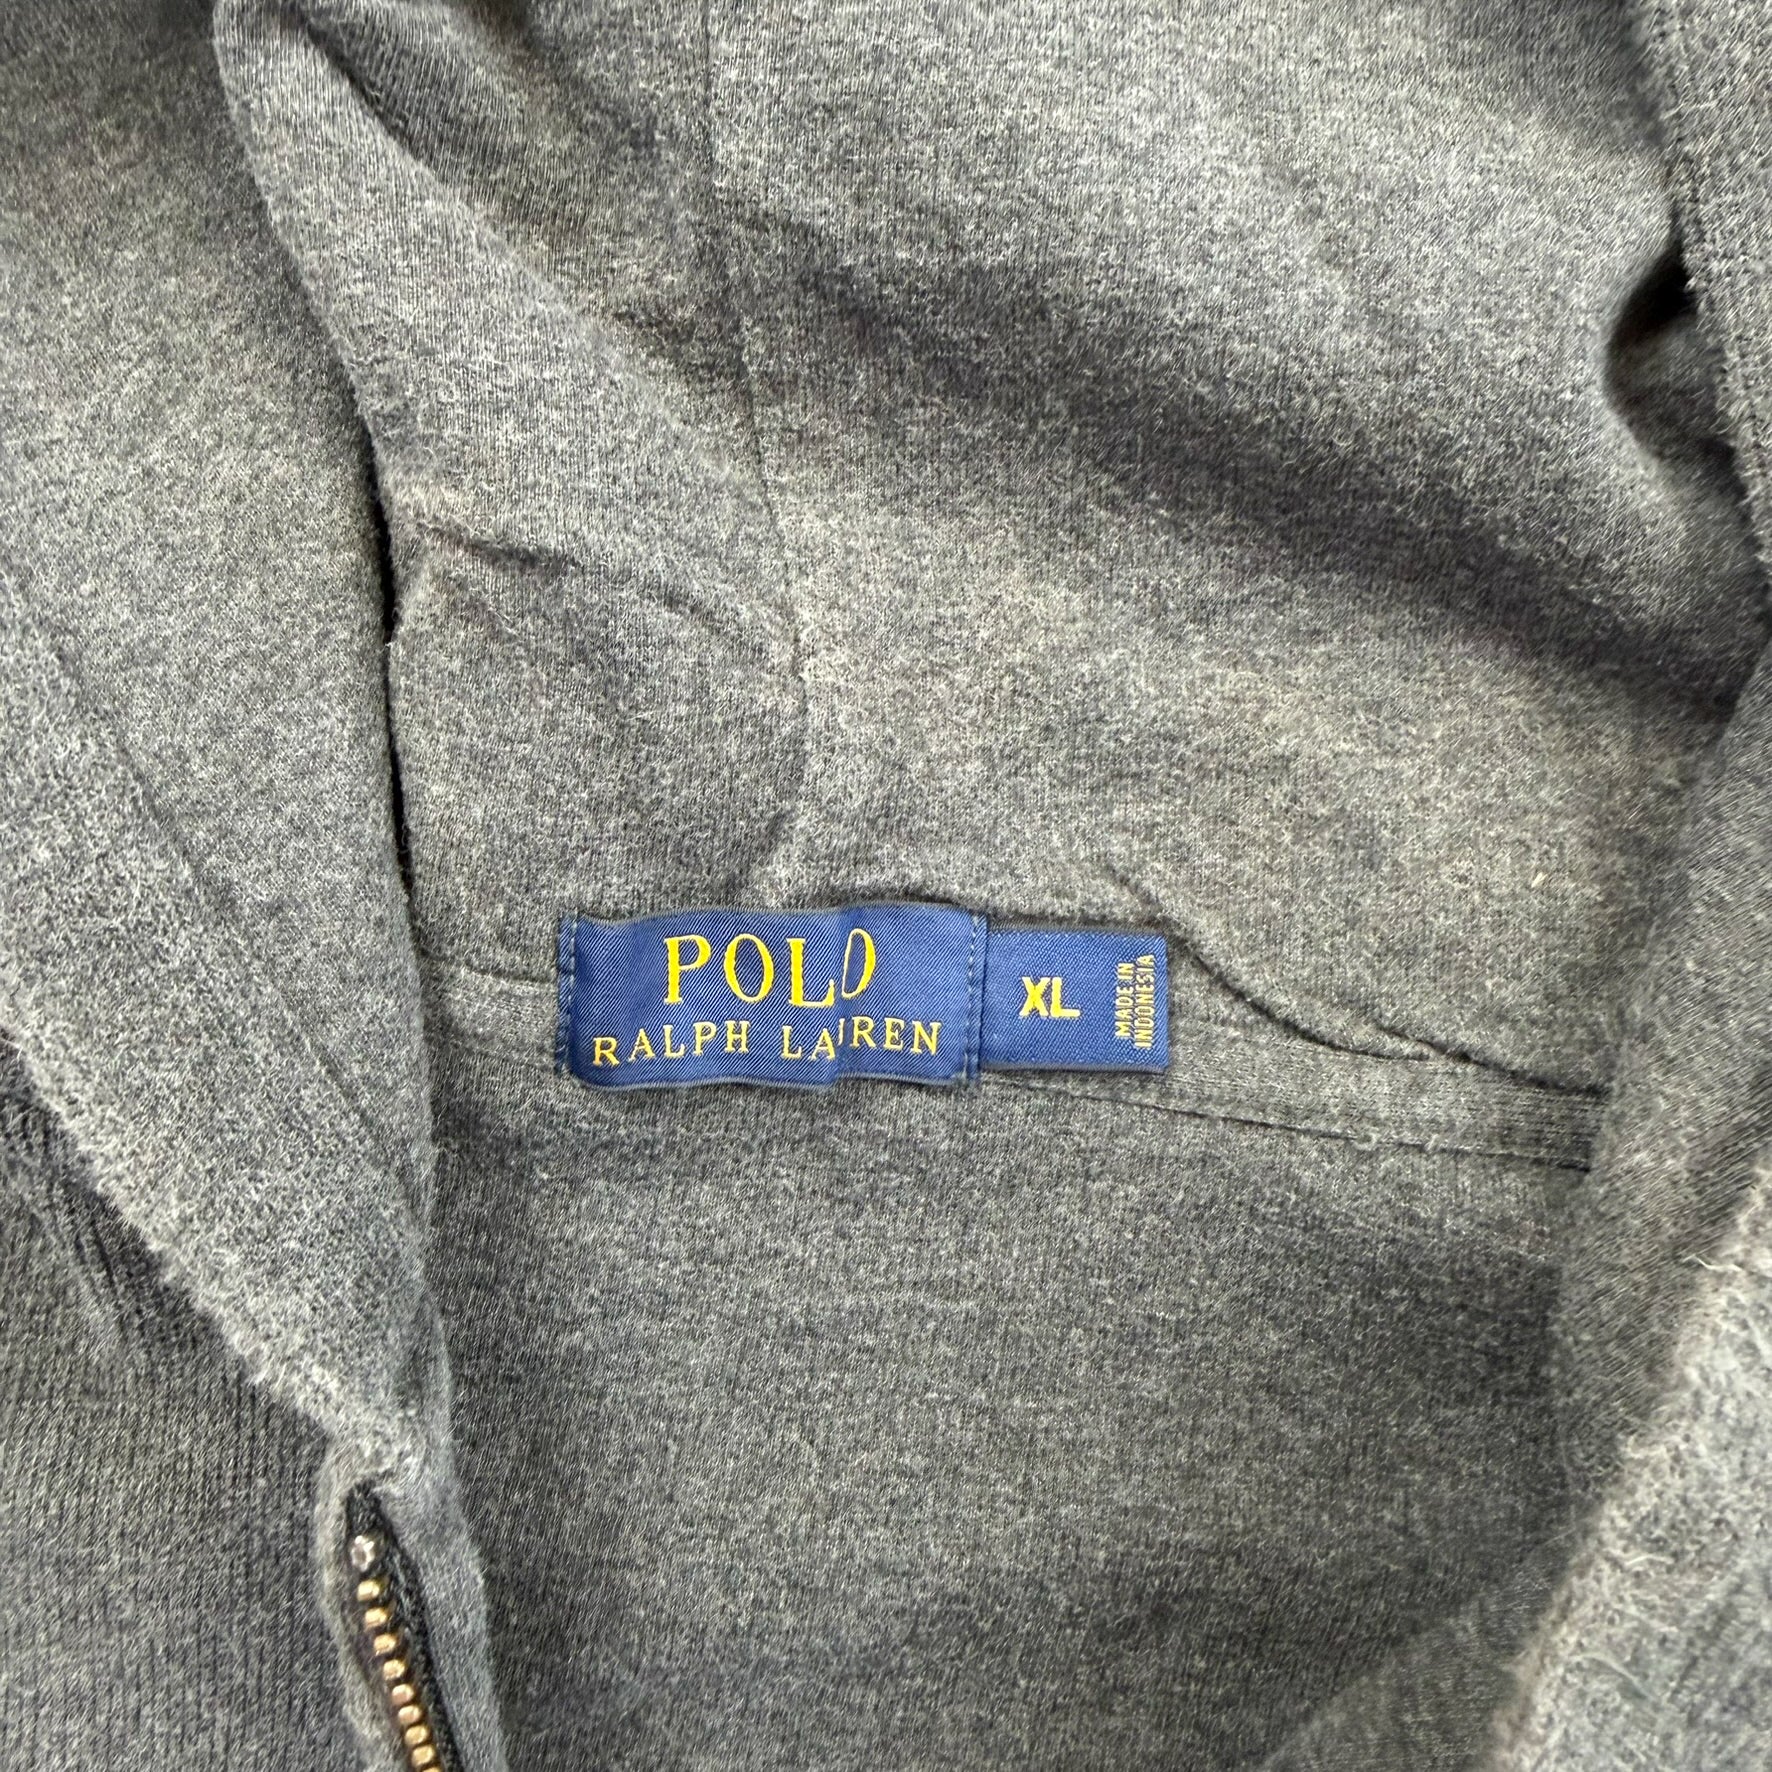 POLO
RALPH LAUREN
XL
MADE IN
INDONESIA